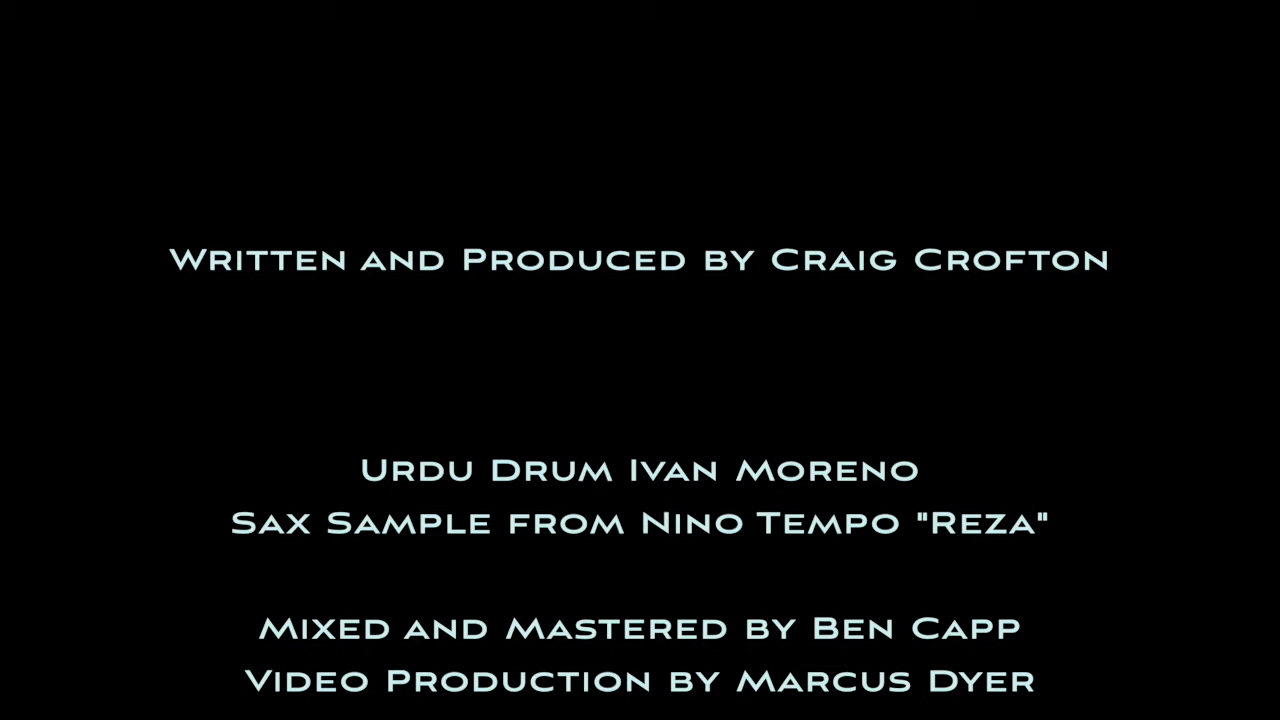 Written and Produced by Craig Crofton
Urdu Drum Ivan Moreno
Sax Sample from Nino Tempo "Reza"
Mixed and Mastered by Ben Capp
Video Production by Marcus Dyer